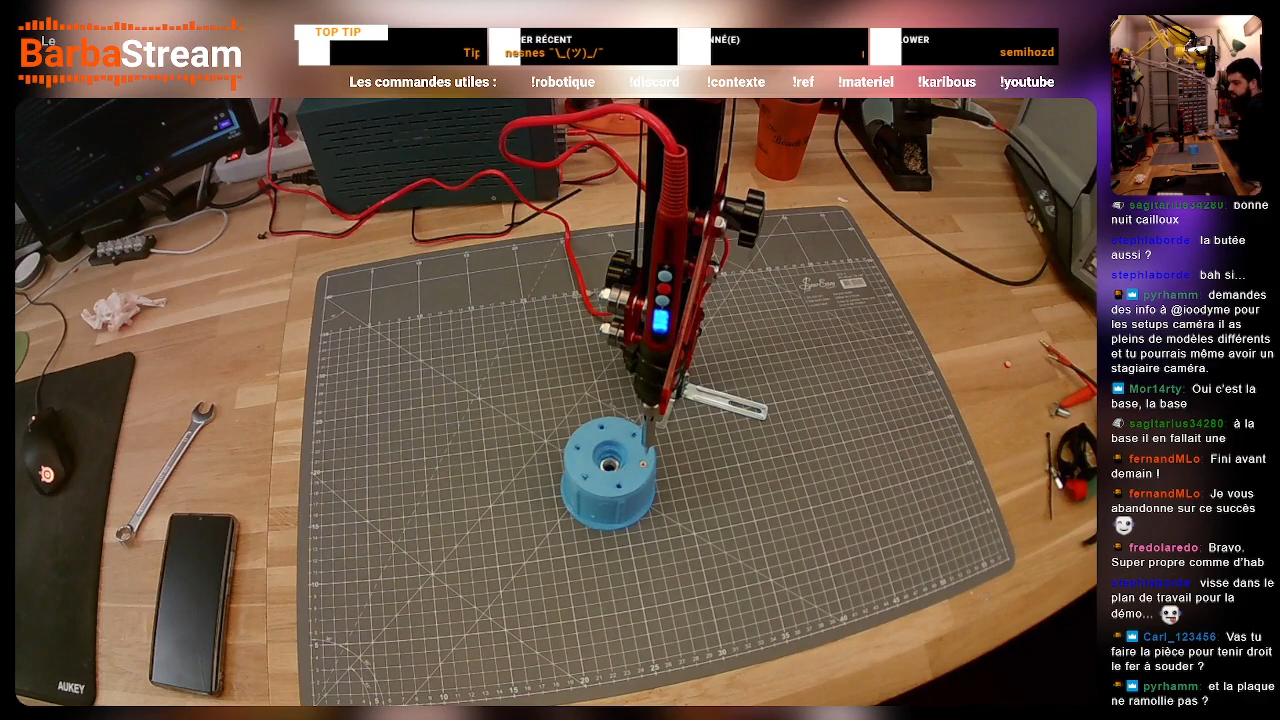 Le
BarbaStream
TOP TIP
Tip
ER RÉCENT
nesnes ¯\_(ツ)_/¯
NNÉ(E)
LOWER
semihozd
Les commandes utiles : !robotique !discord !contexte !ref !materiel !karibous !youtube
sagitarius34280: bonne
nuit cailloux
stephlaborde: la butée
aussi ?
stephlaborde: bah si...
pyrhamm: demandes
des info à @ioodyme pour
les setups caméra il as
pleins de modèles différents
et tu pourrais même avoir un
stagiaire caméra.
Mor14rty: Oui c'est la
base, la base
sagitarius34280: à la
base il en fallait une
fernandMLo: Fini avant
demain !
fernandMLo: Je vous
abandonne sur ce succès
fredolaredo: Bravo.
Super propre comme d'hab
stephlaborde: visse dans le
plan de travail pour la
démo...
Carl_123456: Vas tu
faire la pièce pour tenir droit
le fer à souder ?
pyrhamm: et la plaque
ne ramollie pas ?
AUKEY